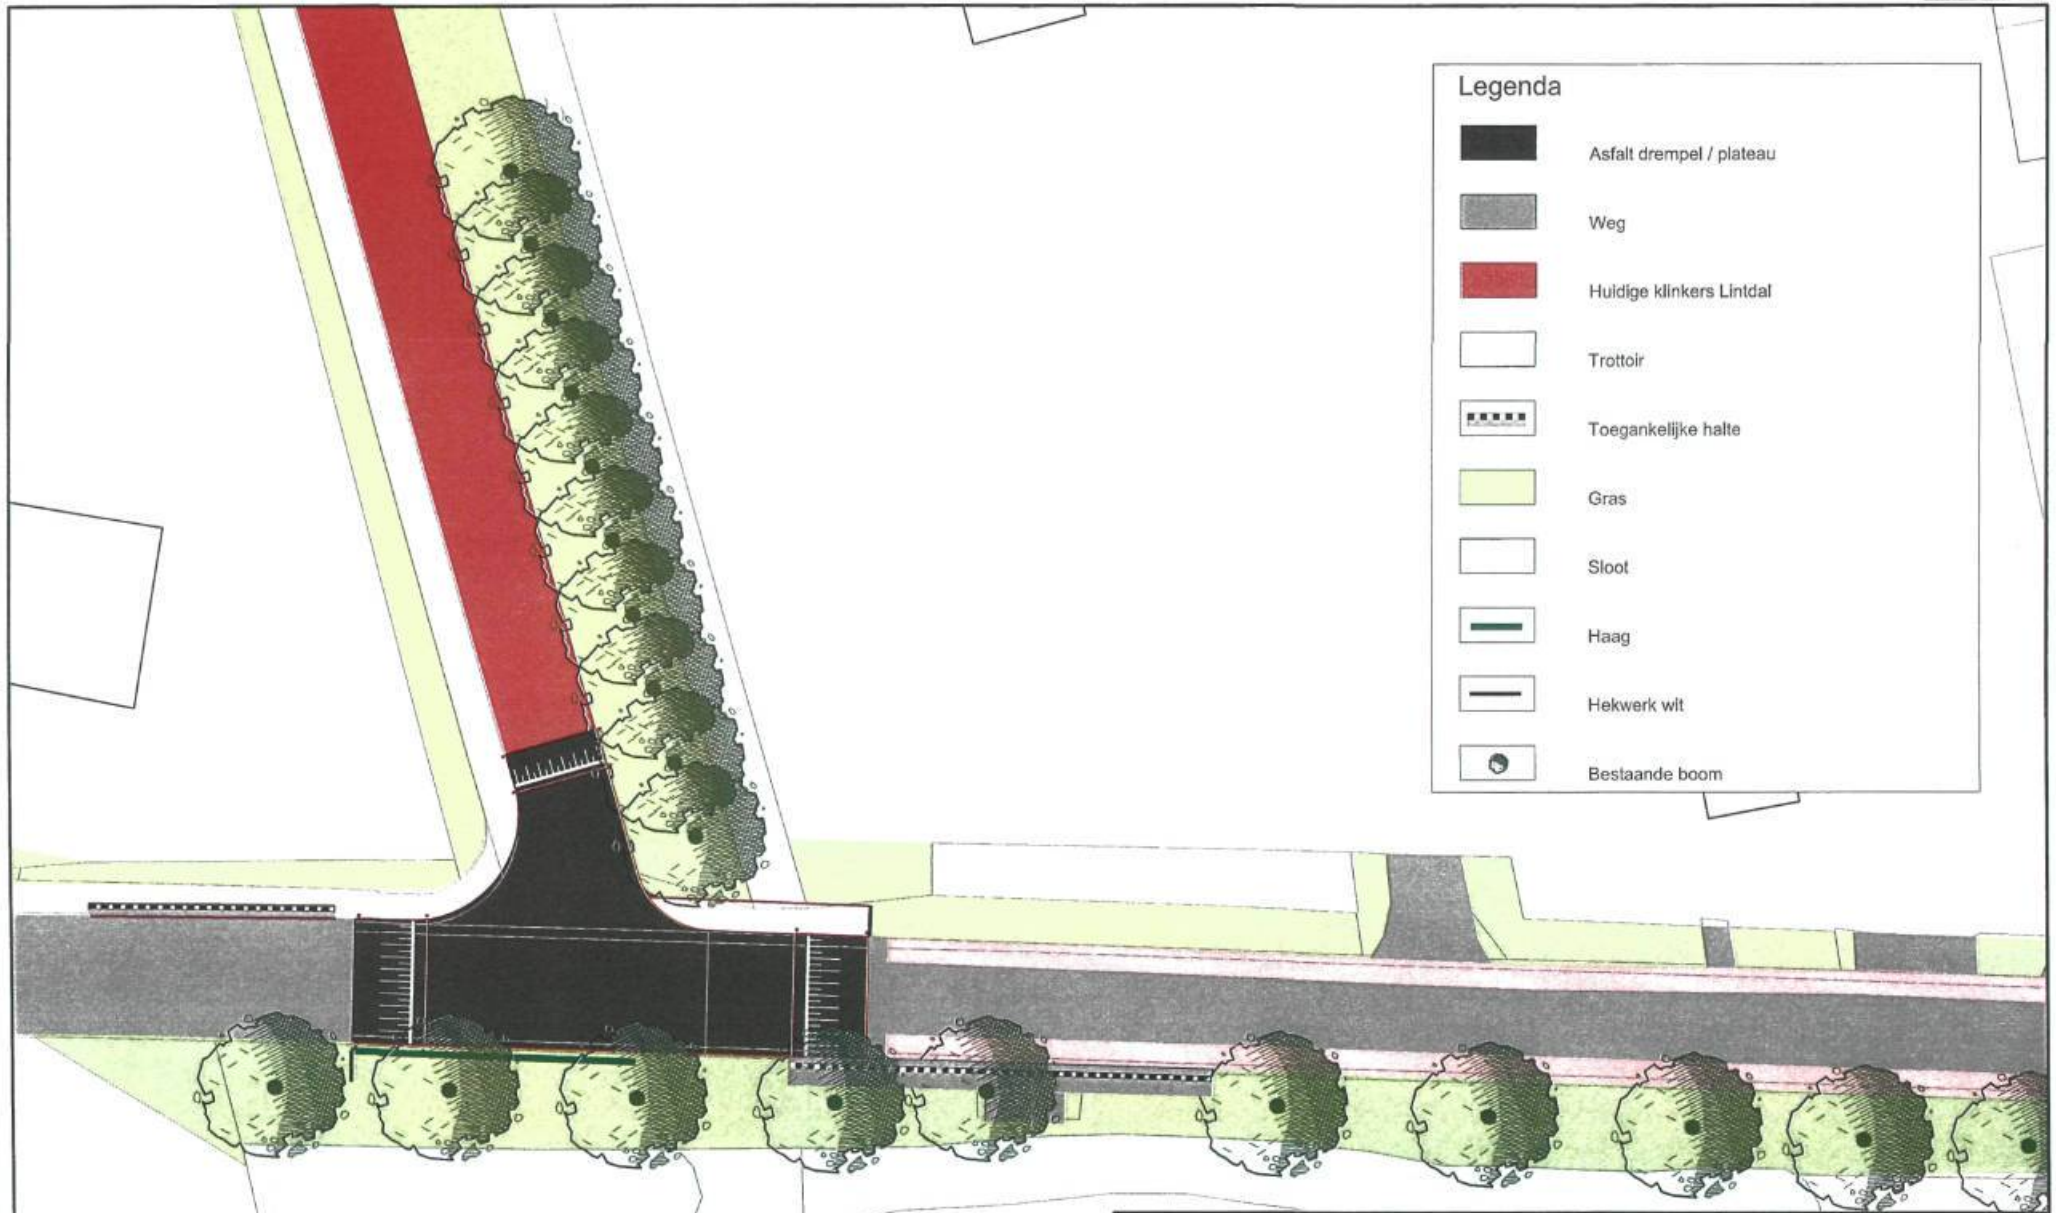 Legenda
Asfalt drempel / plateau
Weg
Huidige klinkers Lintdal
Trottoir
Toegankelijke halte
Gras
Sloot
Haag
Hekwerk wit
Bestaande boom